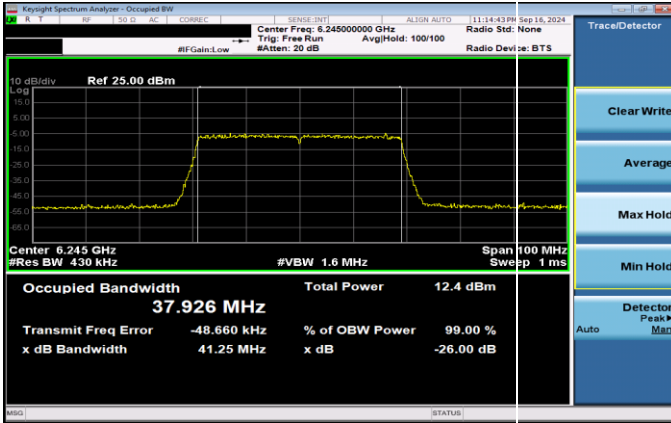 Keysight Spectrum Analyzer - Occupied BW
R T RF 50 Ω AC CORREC SENSE:INT ALIGN AUTO 11:14:43 PM Sep 16, 2024
Center Freq: 6.245000000 GHz Radio Std: None
Trig: Free Run Avg|Hold: 100/100
#IFGain:Low #Atten: 20 dB Radio Device: BTS
Trace/Detector
10 dB/div Ref 25.00 dBm
Log
15.0
5.00
-5.00
-15.0
-25.0
-35.0
-45.0
-55.0
-65.0
Center 6.245 GHz Span 100 MHz
#Res BW 430 kHz #VBW 1.6 MHz Sweep 1 ms
Occupied Bandwidth Total Power 12.4 dBm
37.926 MHz
Transmit Freq Error -48.660 kHz % of OBW Power 99.00 %
x dB Bandwidth 41.25 MHz x dB -26.00 dB
Clear Write
Average
Max Hold
Min Hold
Detector
Peak▶
Auto Man
MSG STATUS